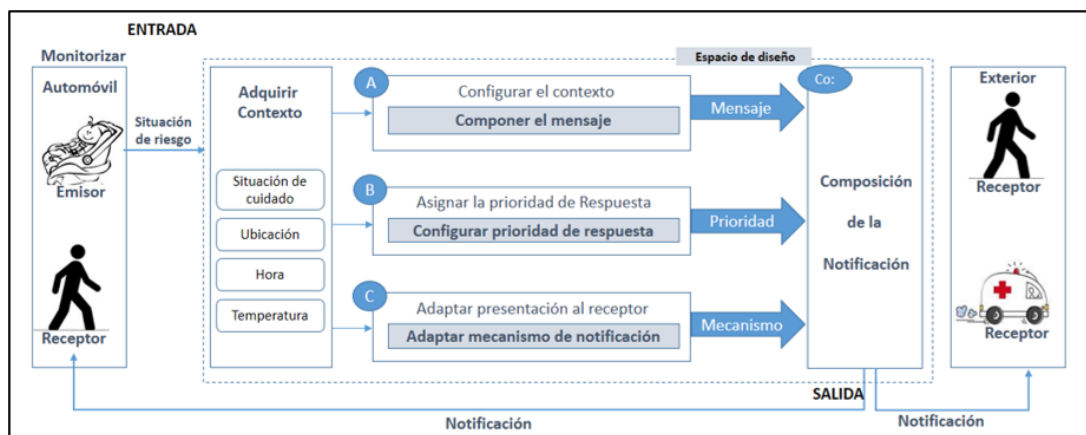 ENTRADA
Monitorizar
Automóvil
Emisor
Receptor
Situación
de riesgo
Adquirir
Contexto
Situación de
cuidado
Ubicación
Hora
Temperatura
Espacio de diseño
A
Configurar el contexto
Componer el mensaje
Mensaje
B
Asignar la prioridad de Respuesta
Configurar prioridad de respuesta
Prioridad
C
Adaptar presentación al receptor
Adaptar mecanismo de notificación
Mecanismo
Co:
Composición
de la
Notificación
Exterior
Receptor
Receptor
SALIDA
Notificación
Notificación